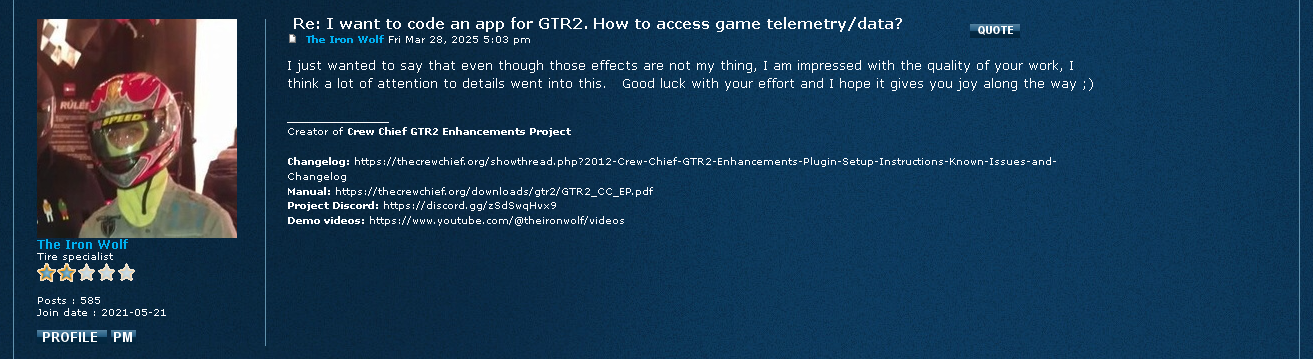 Re: I want to code an app for GTR2. How to access game telemetry/data?
QUOTE
The Iron Wolf Fri Mar 28, 2025 5:03 pm
I just wanted to say that even though those effects are not my thing, I am impressed with the quality of your work, I
think a lot of attention to details went into this. Good luck with your effort and I hope it gives you joy along the way ;)
Creator of Crew Chief GTR2 Enhancements Project
Changelog: https://thecrewchief.org/showthread.php?2012-Crew-Chief-GTR2-Enhancements-Plugin-Setup-Instructions-Known-Issues-and-
Changelog
Manual: https://thecrewchief.org/downloads/gtr2/GTR2_CC_EP.pdf
Project Discord: https://discord.gg/zSdSwqHvx9
Demo videos: https://www.youtube.com/@theironwolf/videos
SPEED
The Iron Wolf
Tire specialist
Posts : 585
Join date : 2021-05-21
PROFILE PM